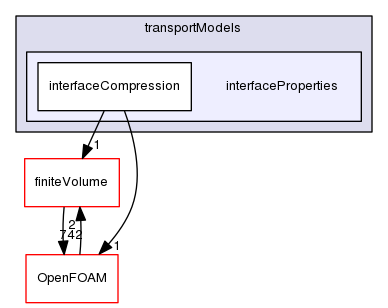 transportModels
interfaceCompression
interfaceProperties
1
finiteVolume
2
742
1
OpenFOAM